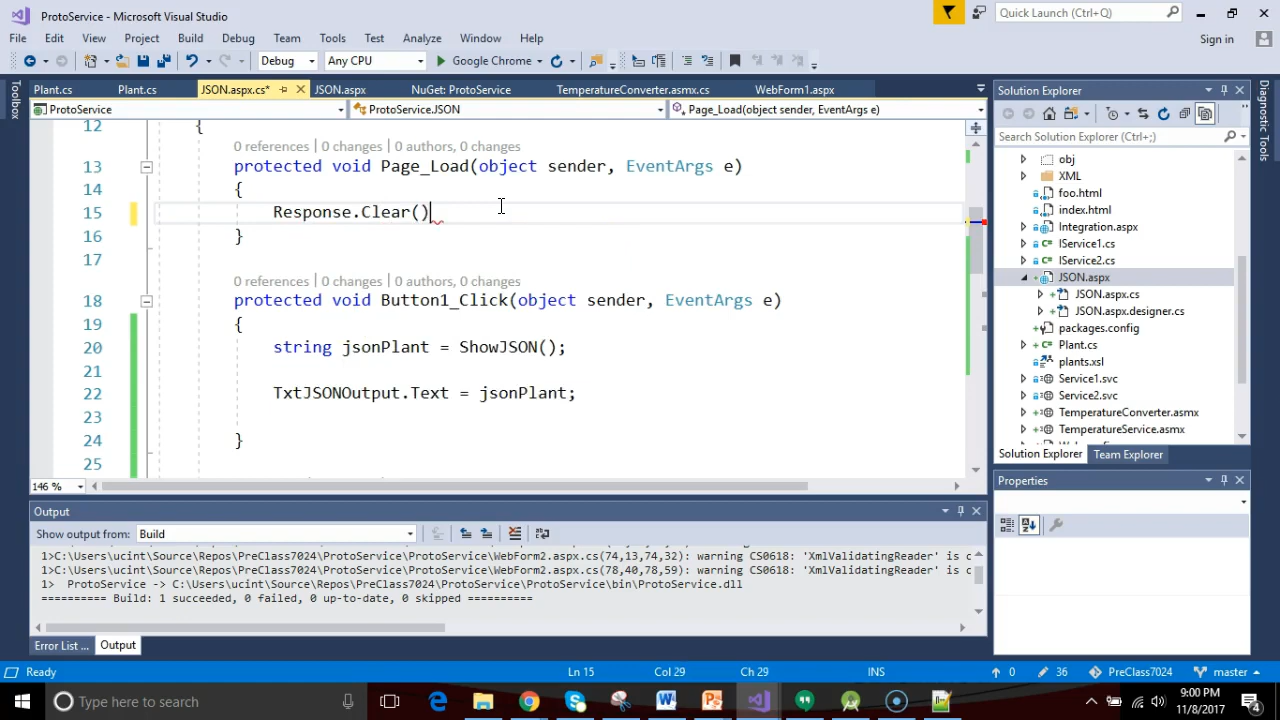 ProtoService - Microsoft Visual Studio
Quick Launch (Ctrl+Q)
File Edit View Project Build Debug Team Tools Test Analyze Window Help
Sign in
Debug Any CPU Google Chrome
Toolbox
Plant.cs Plant.cs JSON.aspx.cs* JSON.aspx NuGet: ProtoService TemperatureConverter.asmx.cs WebForm1.aspx
ProtoService ProtoService.JSON Page_Load(object sender, EventArgs e)
12 {
0 references | 0 changes | 0 authors, 0 changes
13 protected void Page_Load(object sender, EventArgs e)
14 {
15 Response.Clear()
16 }
17
0 references | 0 changes | 0 authors, 0 changes
18 protected void Button1_Click(object sender, EventArgs e)
19 {
20 string jsonPlant = ShowJSON();
21
22 TxtJSONOutput.Text = jsonPlant;
23
24 }
25
146 %
Output
Show output from: Build
1>C:\Users\ucint\Source\Repos\PreClass7024\ProtoService\ProtoService\WebForm2.aspx.cs(74,13,74,32): warning CS0618: 'XmlValidatingReader' is o
1>C:\Users\ucint\Source\Repos\PreClass7024\ProtoService\ProtoService\WebForm2.aspx.cs(78,40,78,59): warning CS0618: 'XmlValidatingReader' is o
1> ProtoService -> C:\Users\ucint\Source\Repos\PreClass7024\ProtoService\ProtoService\bin\ProtoService.dll
========== Build: 1 succeeded, 0 failed, 0 up-to-date, 0 skipped ==========
Error List ... Output
Solution Explorer
Search Solution Explorer (Ctrl+;)
obj
XML
foo.html
index.html
Integration.aspx
IService1.cs
IService2.cs
JSON.aspx
JSON.aspx.cs
JSON.aspx.designer.cs
packages.config
Plant.cs
plants.xsl
Service1.svc
Service2.svc
TemperatureConverter.asmx
TemperatureService.asmx
Solution Explorer Team Explorer
Properties
Diagnostic Tools
Ready Ln 15 Col 29 Ch 29 INS 0 36 PreClass7024 master
Type here to search
9:00 PM
11/8/2017
4